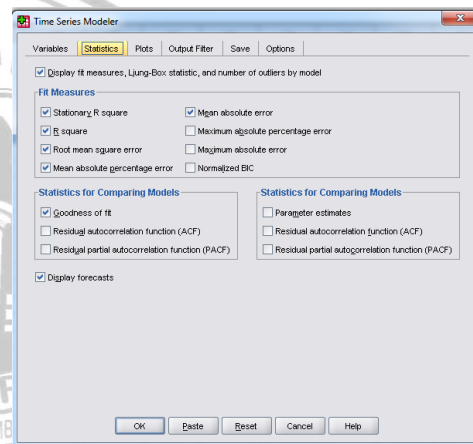 Time Series Modeler
Variables Statistics Plots Output Filter Save Options
Display fit measures, Ljung-Box statistic, and number of outliers by model
Fit Measures
Stationary R square
Mean absolute error
R square
Maximum absolute percentage error
Root mean square error
Maximum absolute error
Mean absolute percentage error
Normalized BIC
Statistics for Comparing Models
Goodness of fit
Residual autocorrelation function (ACF)
Residual partial autocorrelation function (PACF)
Statistics for Comparing Models
Parameter estimates
Residual autocorrelation function (ACF)
Residual partial autocorrelation function (PACF)
Display forecasts
OK Paste Reset Cancel Help